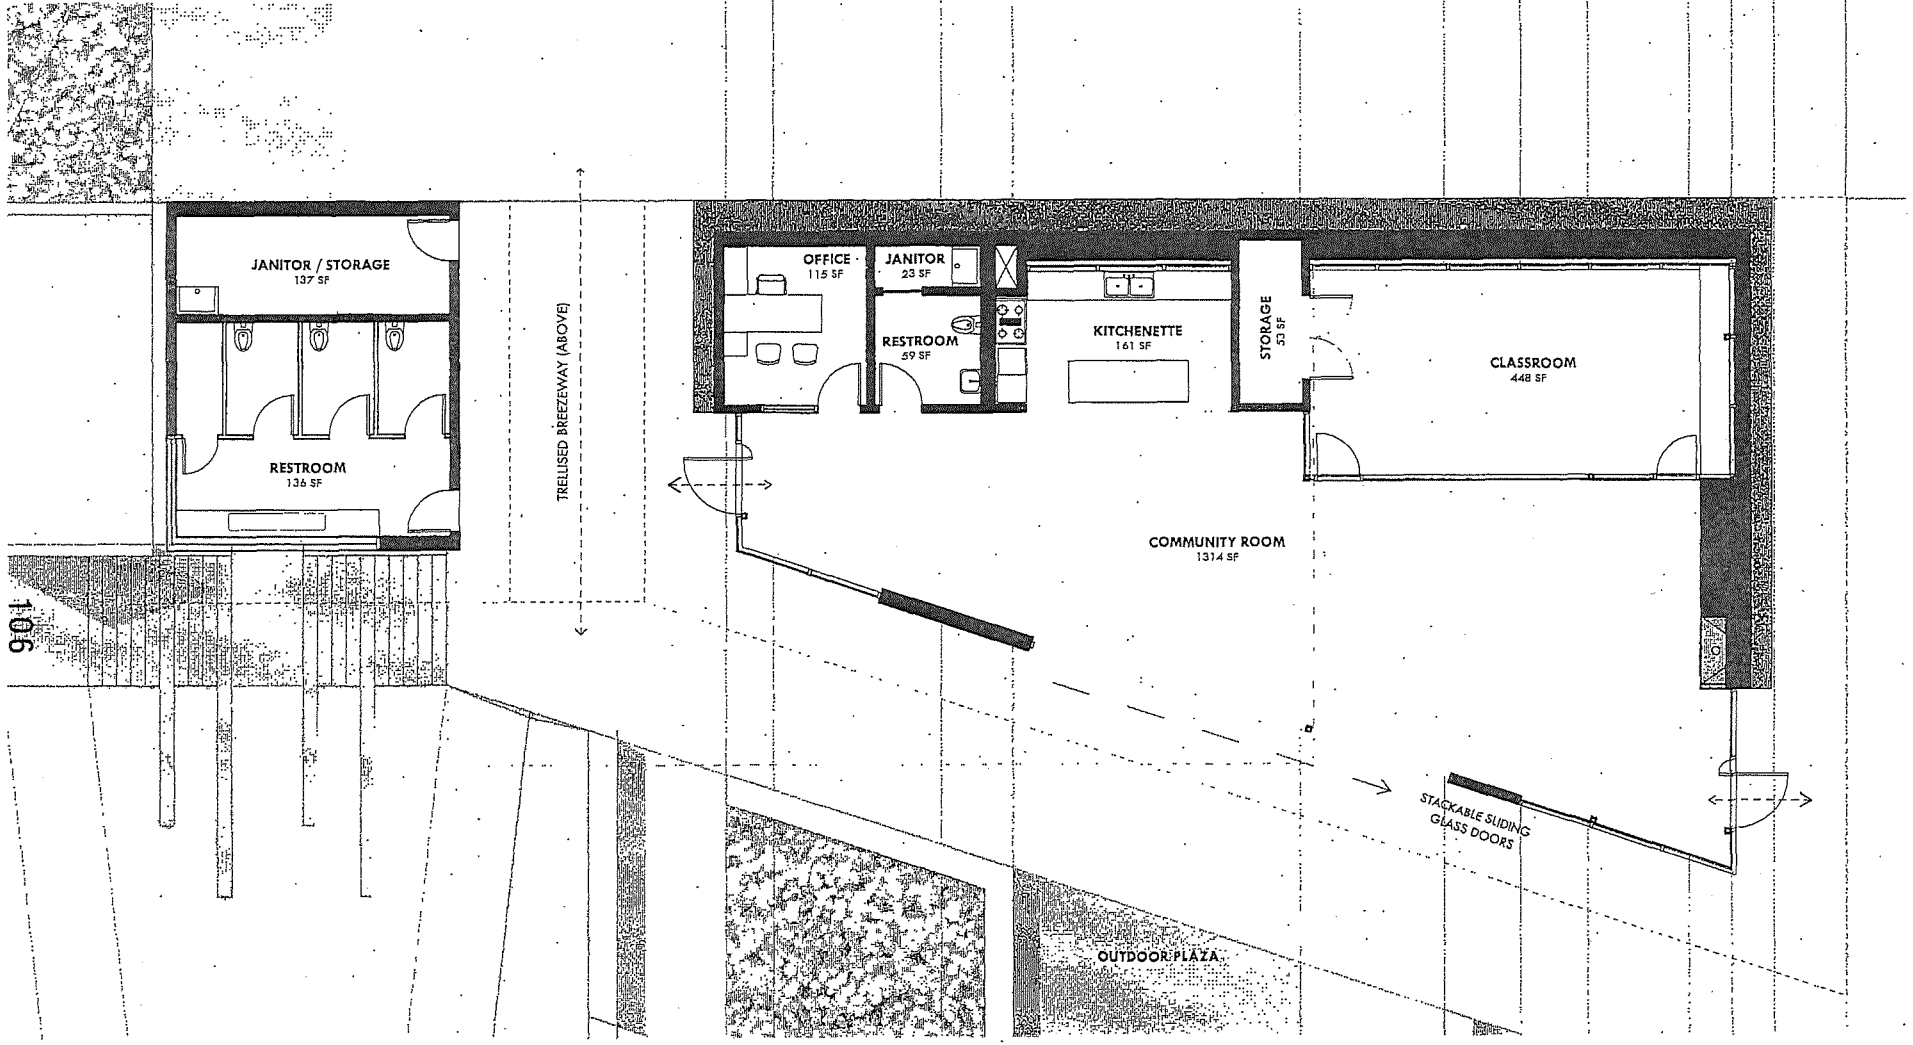 JANITOR / STORAGE
137 SF
RESTROOM
136 SF
TRELLISED BREEZEWAY (ABOVE)
OFFICE
115 SF
JANITOR
23 SF
RESTROOM
59 SF
KITCHENETTE
161 SF
STORAGE
53 SF
CLASSROOM
448 SF
COMMUNITY ROOM
1314 SF
STACKABLE SLIDING
GLASS DOORS
OUTDOOR PLAZA
106